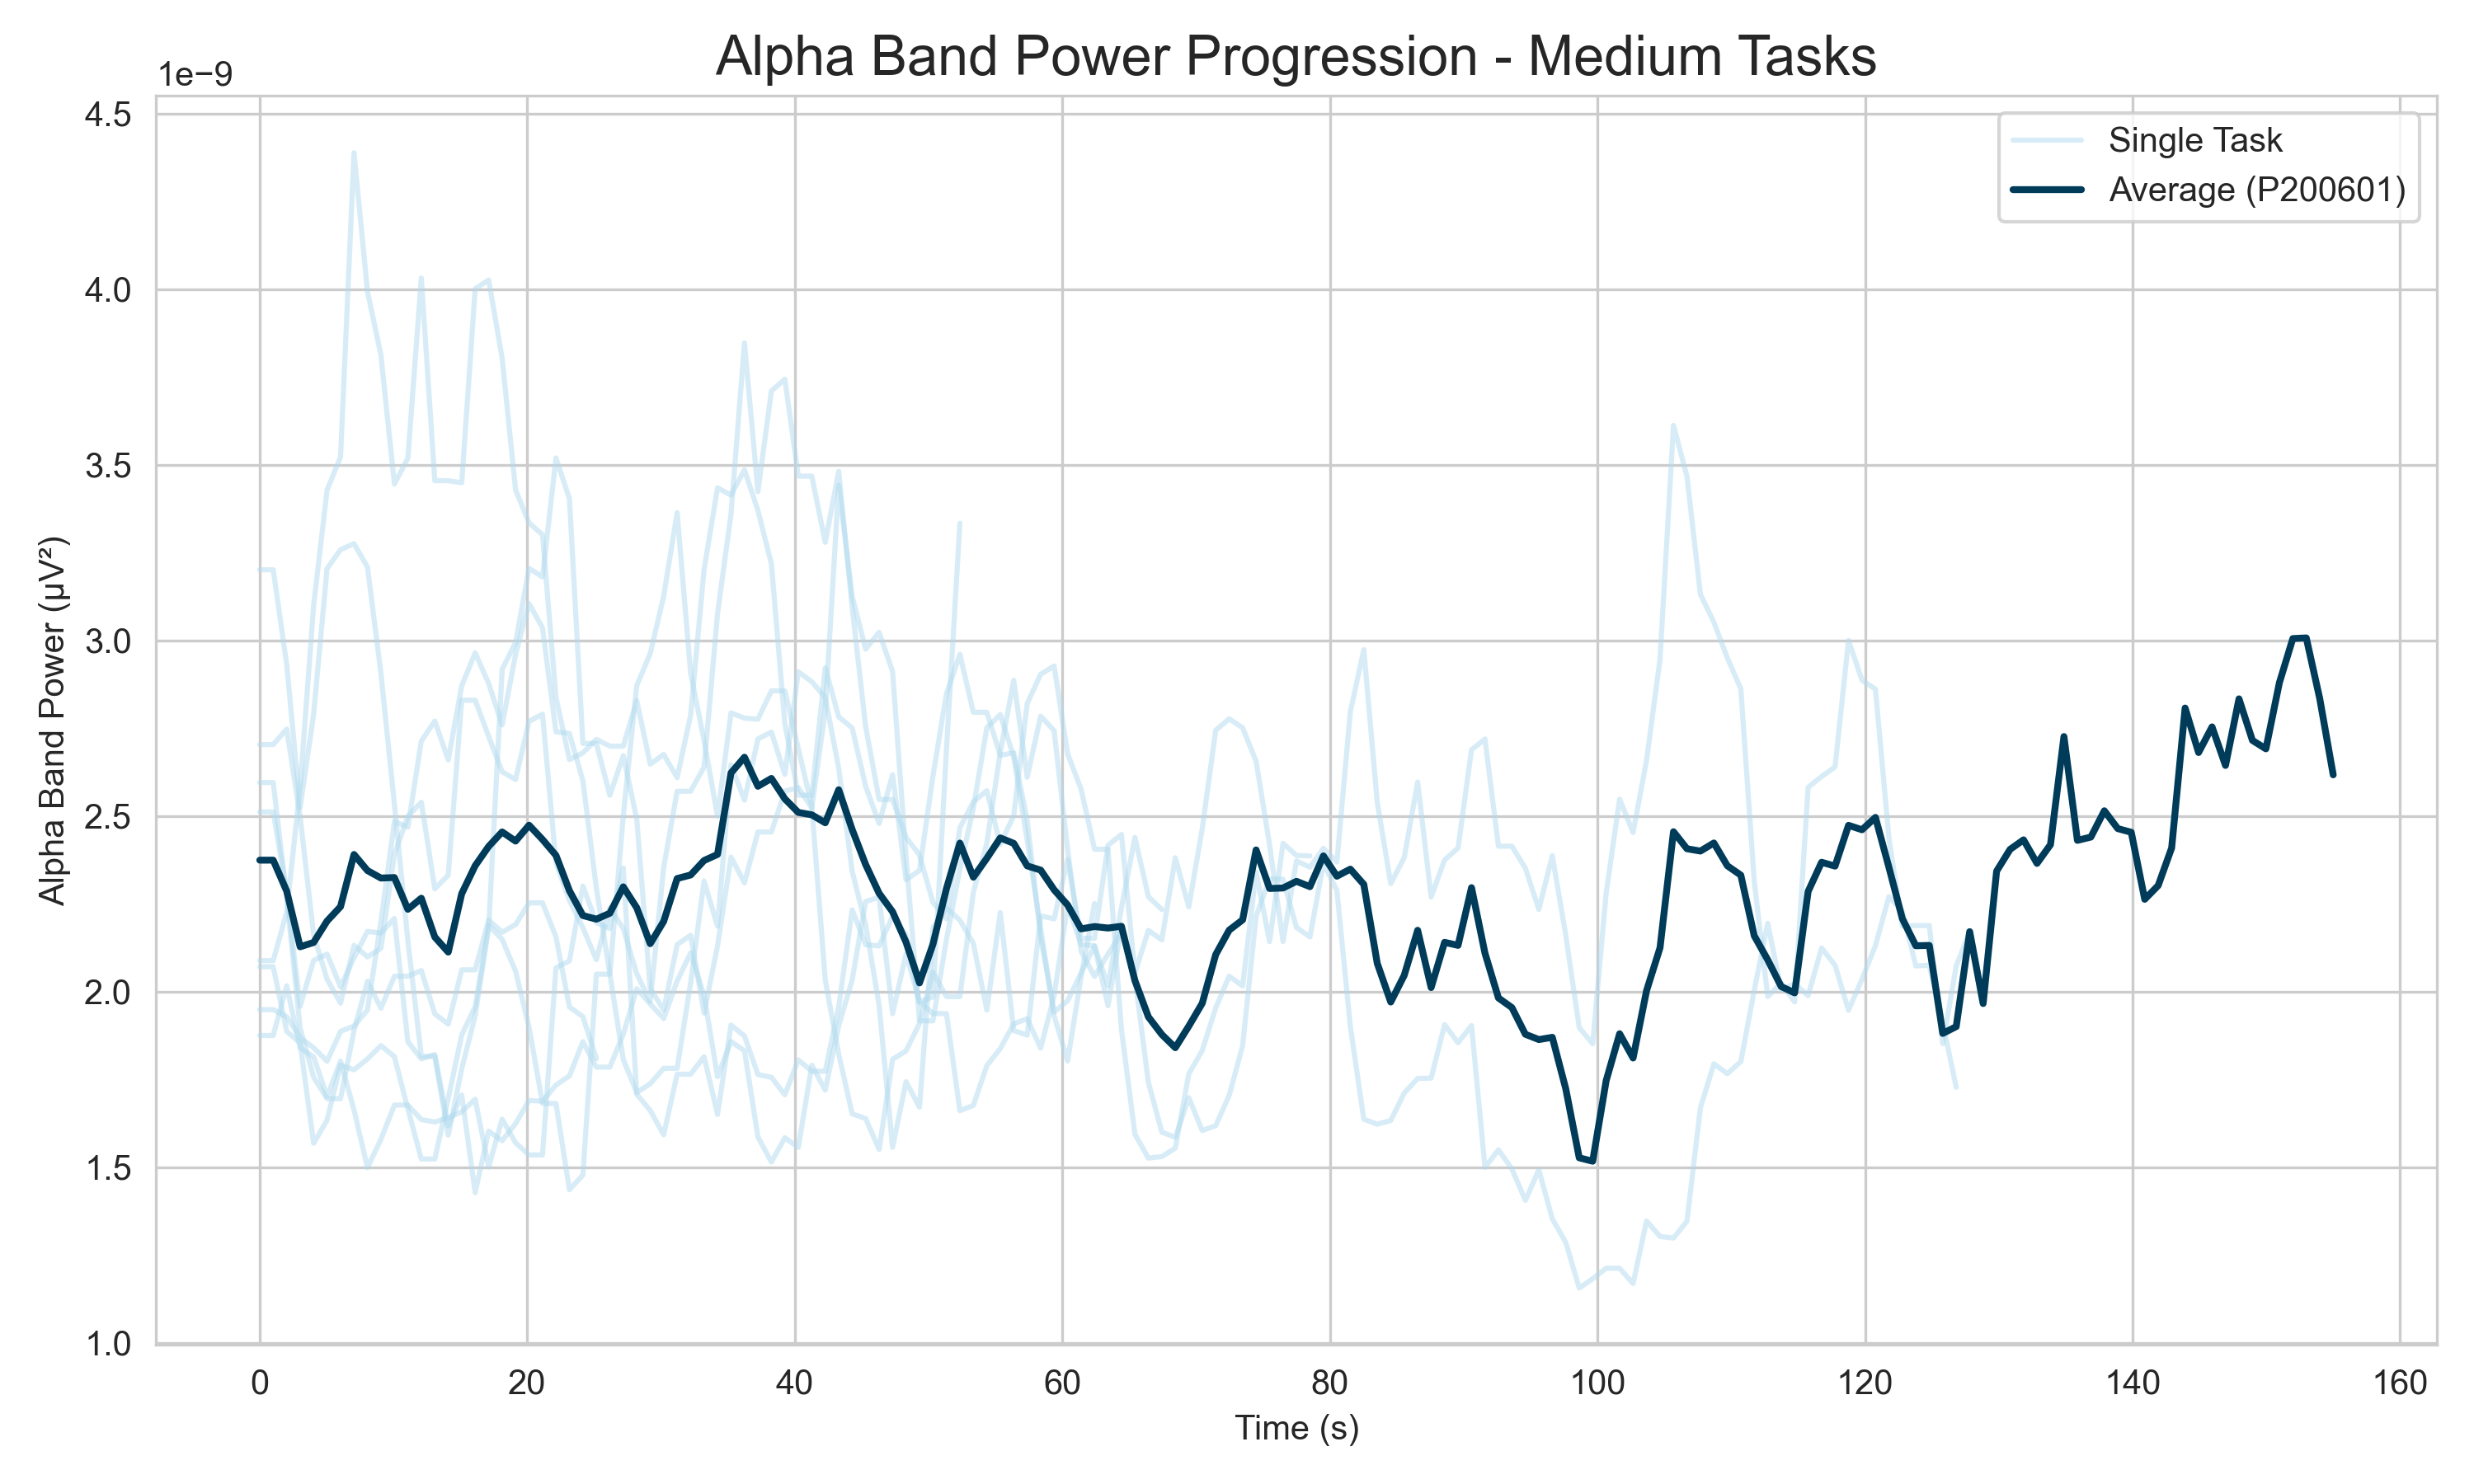 Alpha Band Power Progression - Medium Tasks
1e−9
4.5
4.0
3.5
3.0
2.5
2.0
1.5
1.0
Alpha Band Power (µV²)
Single Task
Average (P200601)
0 20 40 60 80 100 120 140 160
Time (s)